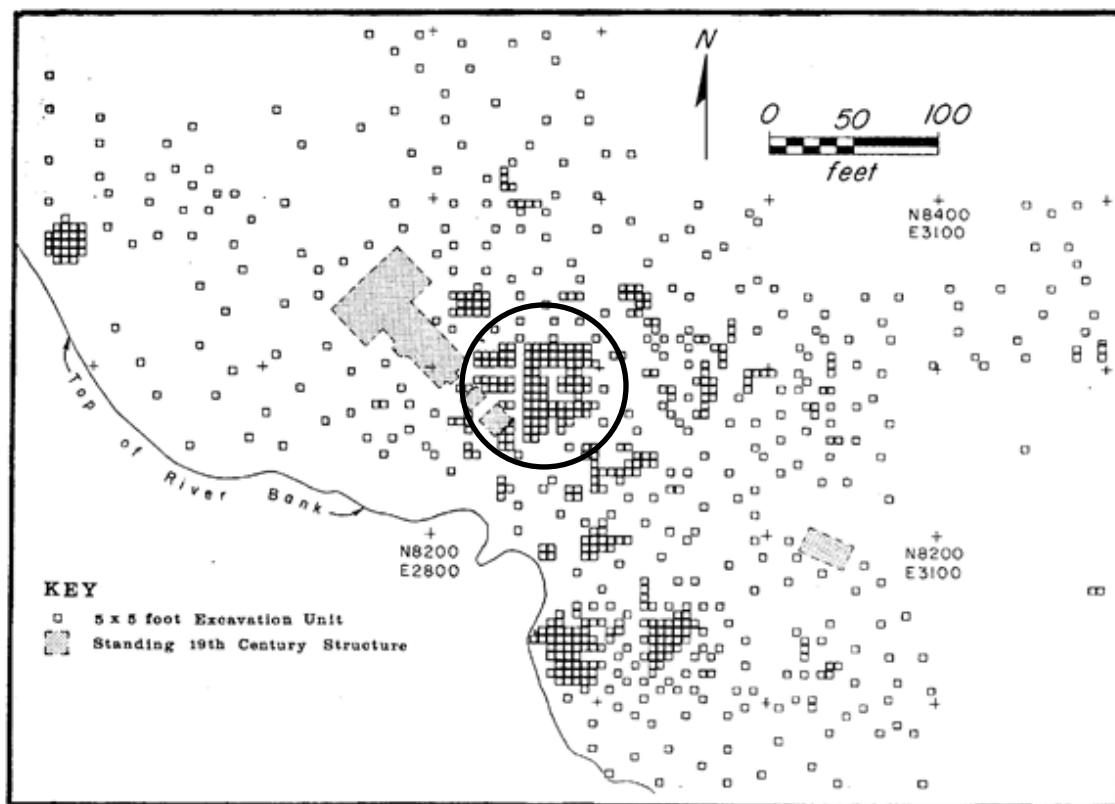 N
0 50 100
feet
N8400
E3100
Top of River Bank
N8200
E2800
N8200
E3100
KEY
5 x 5 foot Excavation Unit
Standing 19th Century Structure